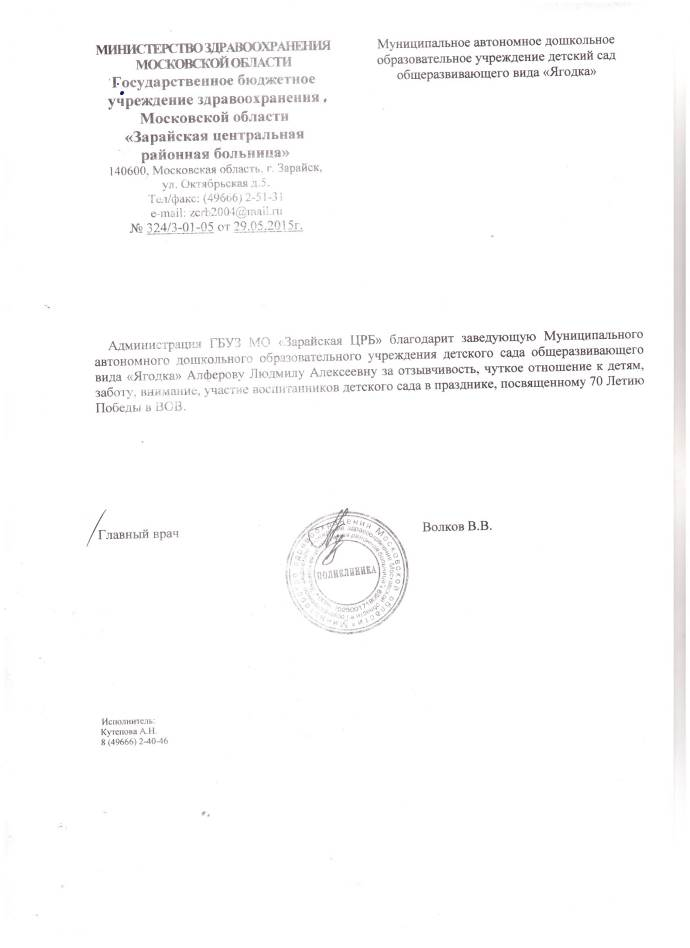 МИНИСТЕРСТВО ЗДРАВООХРАНЕНИЯ
МОСКОВСКОЙ ОБЛАСТИ
Государственное бюджетное
учреждение здравоохранения
Московской области
«Зарайская центральная
районная больница»
140600, Московская область, г. Зарайск,
ул. Октябрьская д.5.
Тел/факс: (49666) 2-51-31
e-mail: zcrb2004@mail.ru
№ 324/3-01-05 от 29.05.2015г.
Муниципальное автономное дошкольное
образовательное учреждение детский сад
общеразвивающего вида «Ягодка»
Администрация ГБУЗ МО «Зарайская ЦРБ» благодарит заведующую Муниципального
автономного дошкольного образовательного учреждения детского сада общеразвивающего
вида «Ягодка» Алферову Людмилу Алексеевну за отзывчивость, чуткое отношение к детям,
заботу, внимание, участие воспитанников детского сада в празднике, посвященному 70 Летию
Победы в ВОВ.
Главный врач
Волков В.В.
ПОЛИКЛИНИКА
Исполнитель:
Кутепова А.Н.
8 (49666) 2-40-46